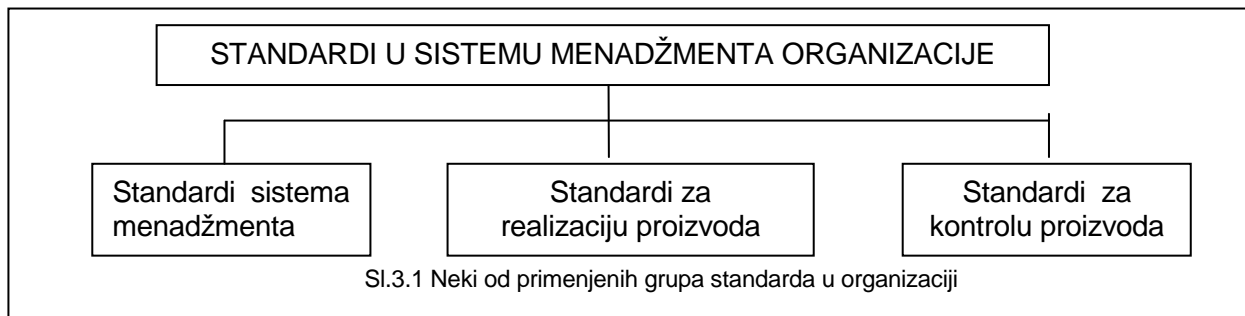 STANDARDI U SISTEMU MENADŽMENTA ORGANIZACIJE
Standardi sistema
menadžmenta
Standardi za
realizaciju proizvoda
Standardi za
kontrolu proizvoda
Sl.3.1 Neki od primenjenih grupa standarda u organizaciji